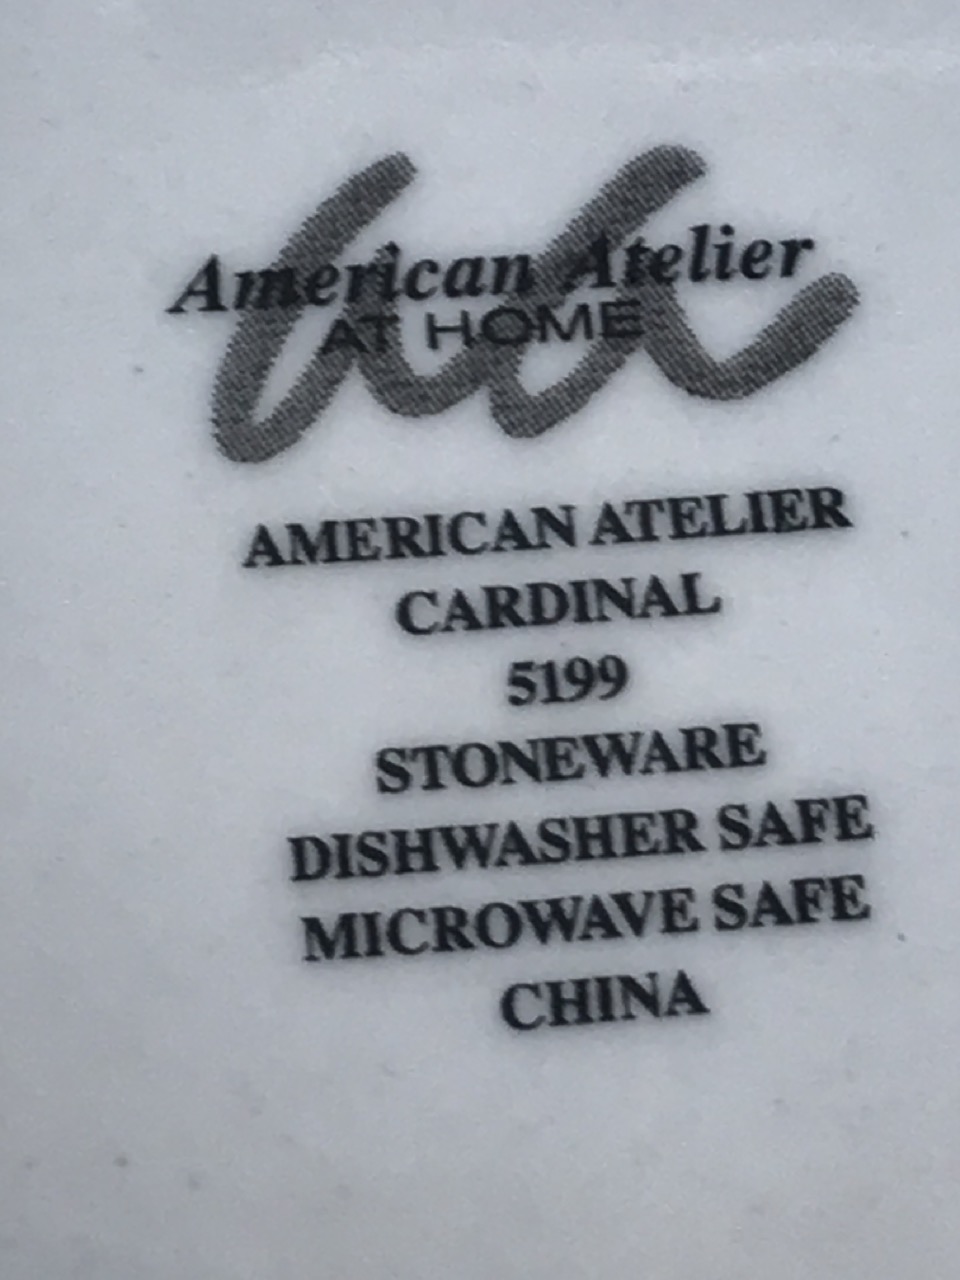 American Atelier
AT HOME
AMERICAN ATELIER
CARDINAL
5199
STONEWARE
DISHWASHER SAFE
MICROWAVE SAFE
CHINA